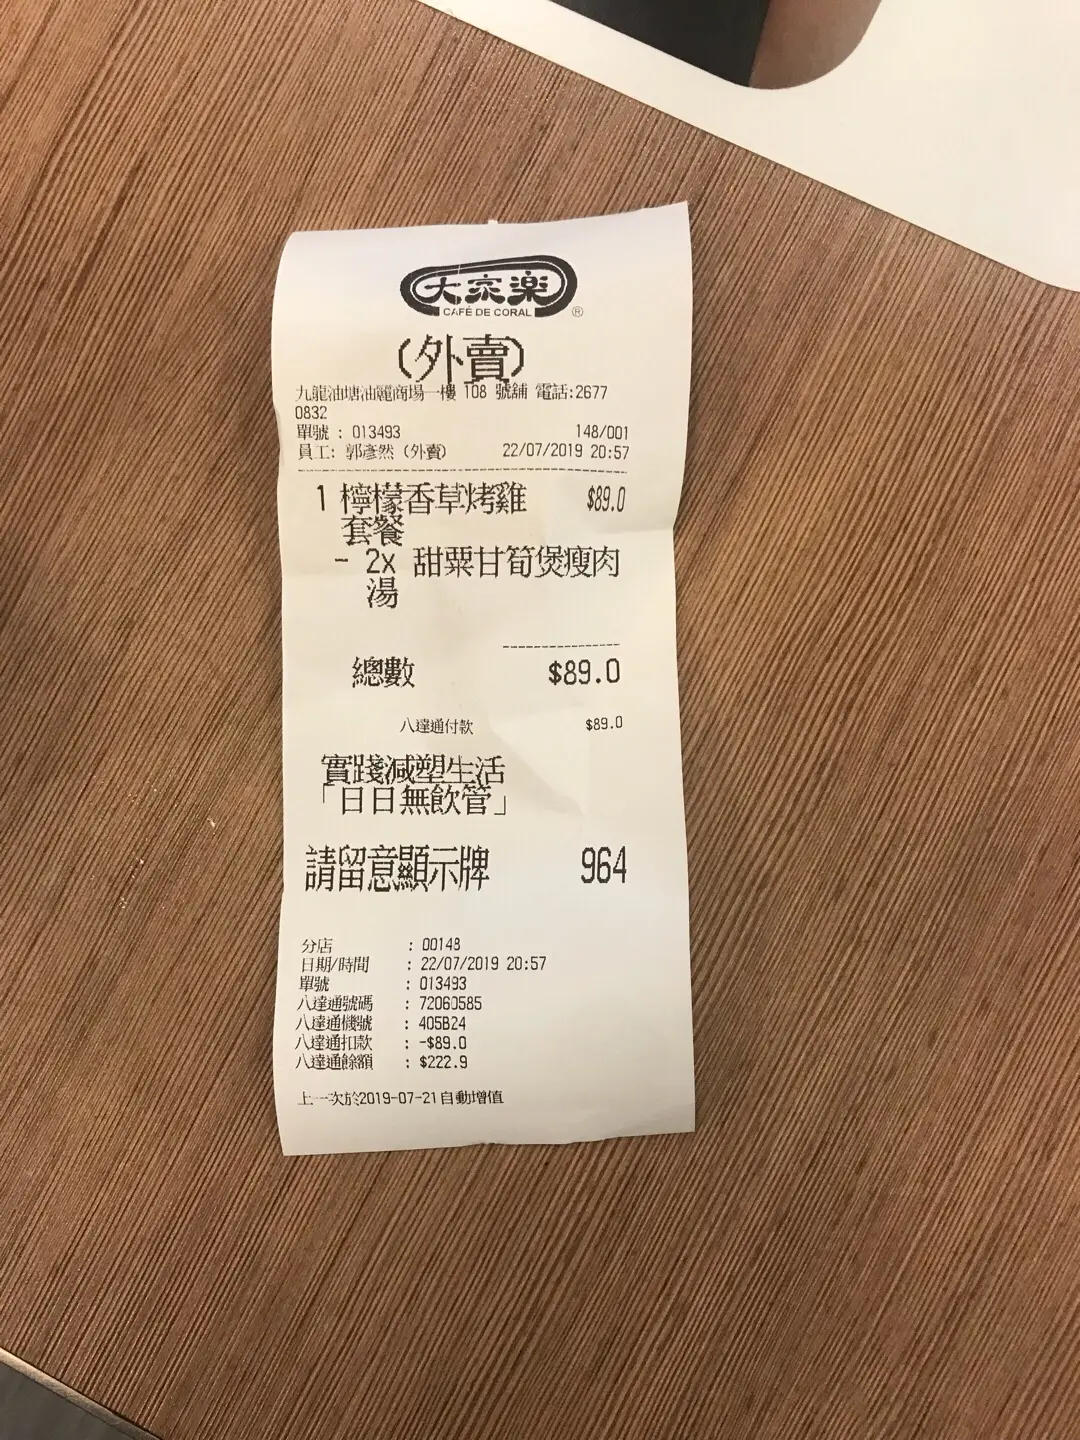 大家樂
CAFÉ DE CORAL ®
(外賣)
九龍油塘油麗商場一樓 108 號舖 電話:2677
0832
單號 : 013493 148/001
員工: 郭彥然 (外賣) 22/07/2019 20:57
1 檸檬香草烤雞 $89.0
套餐
- 2x 甜粟甘筍煲瘦肉
湯
總數 $89.0
八達通付款 $89.0
實踐減塑生活
「日日無飲管」
請留意顯示牌 964
分店 : 00148
日期/時間 : 22/07/2019 20:57
單號 : 013493
八達通號碼 : 72060585
八達通機號 : 405B24
八達通扣款 : -$89.0
八達通餘額 : $222.9
上一次於2019-07-21自動增值